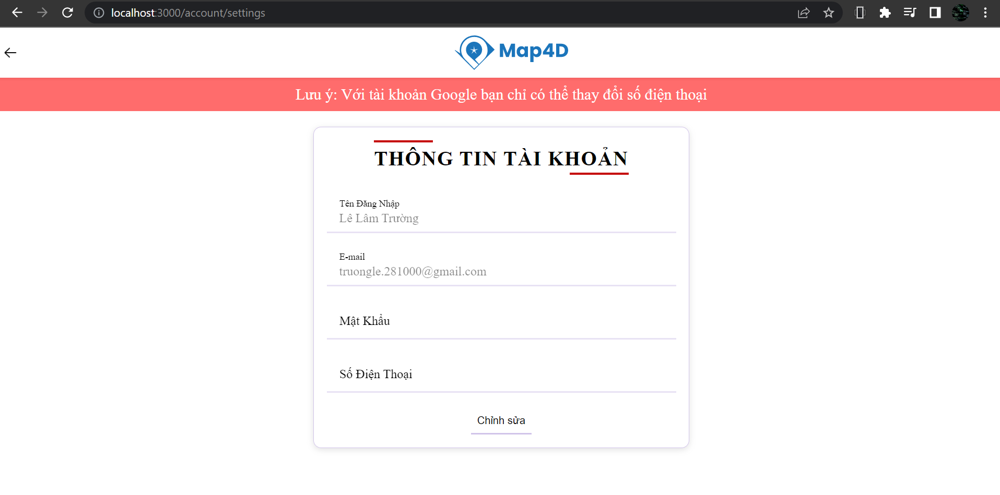 localhost:3000/account/settings
Map4D
Lưu ý: Với tài khoản Google bạn chỉ có thể thay đổi số điện thoại
THÔNG TIN TÀI KHOẢN
Tên Đăng Nhập
Lê Lâm Trường
E-mail
truongle.281000@gmail.com
Mật Khẩu
Số Điện Thoại
Chỉnh sửa